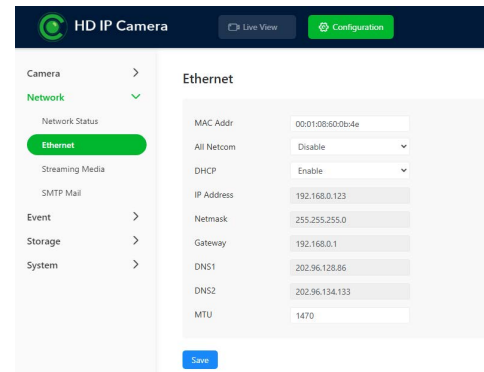 HD IP Camera
Live View
Configuration
Camera
Network
Network Status
Ethernet
Streaming Media
SMTP Mail
Event
Storage
System
Ethernet
MAC Addr 00:01:08:60:0b:4e
All Netcom Disable
DHCP Enable
IP Address 192.168.0.123
Netmask 255.255.255.0
Gateway 192.168.0.1
DNS1 202.96.128.86
DNS2 202.96.134.133
MTU 1470
Save